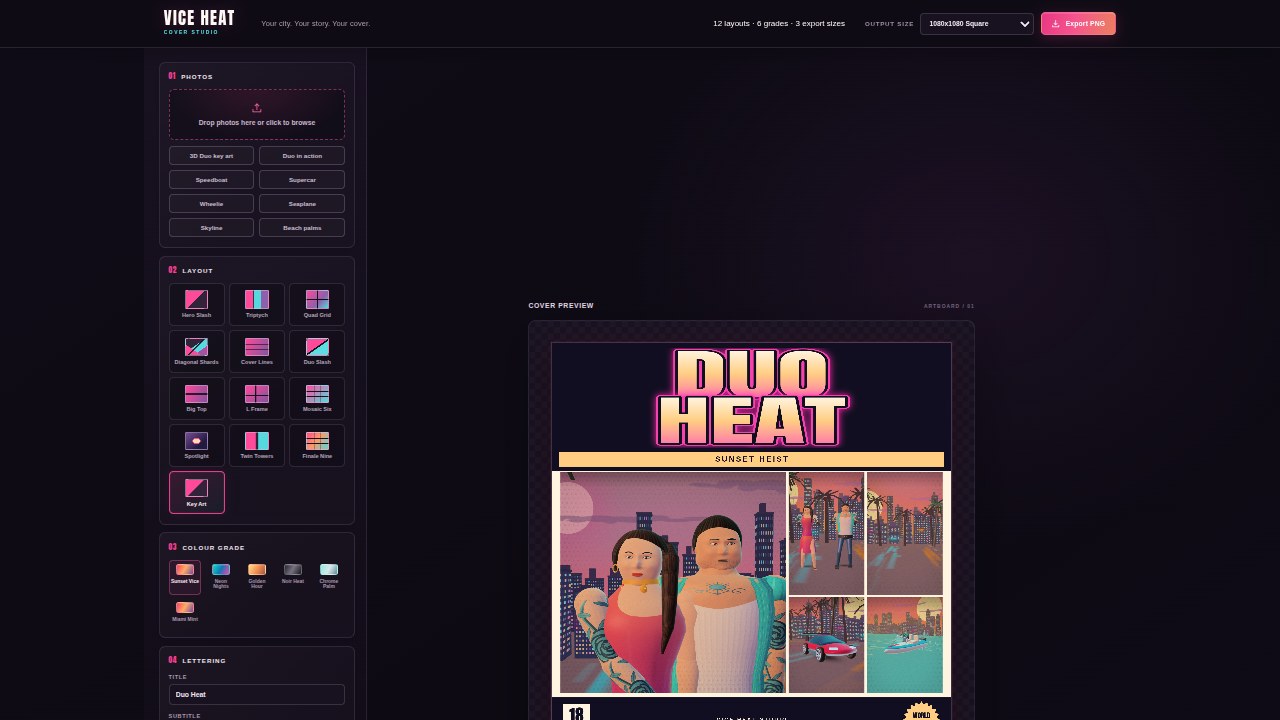 VICE HEAT
COVER STUDIO
Your city. Your story. Your cover.
12 layouts · 6 grades · 3 export sizes
OUTPUT SIZE
1080x1080 Square
Export PNG
01 PHOTOS
Drop photos here or click to browse
3D Duo key art
Duo in action
Speedboat
Supercar
Wheelie
Seaplane
Skyline
Beach palms
02 LAYOUT
Hero Slash
Triptych
Quad Grid
Diagonal Shards
Cover Lines
Duo Slash
Big Top
L Frame
Mosaic Six
Spotlight
Twin Towers
Finale Nine
Key Art
03 COLOUR GRADE
Sunset Vice
Neon
Nights
Golden
Hour
Noir Heat
Chrome
Palm
Miami Mint
04 LETTERING
TITLE
Duo Heat
SUBTITLE
COVER PREVIEW
ARTBOARD / 01
DUO
HEAT
SUNSET HEIST
18
WORLD